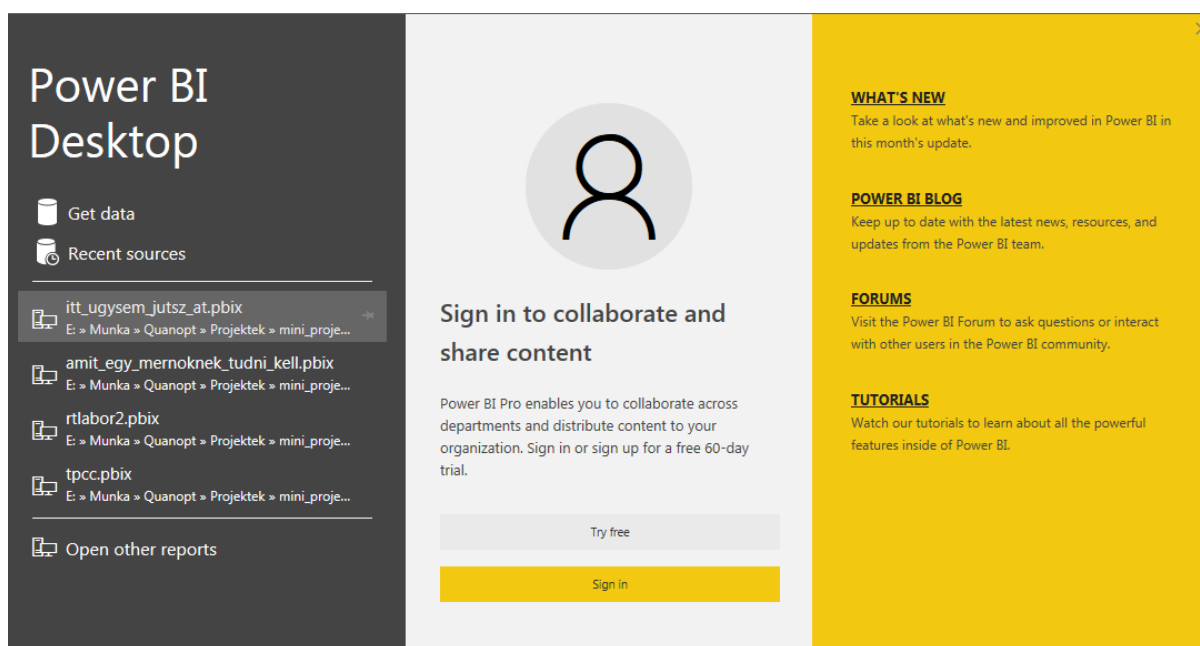 Power BI
Desktop
Get data
Recent sources
itt_ugysem_jutsz_at.pbix
E: » Munka » Quanopt » Projektek » mini_proje...
amit_egy_mernoknek_tudni_kell.pbix
E: » Munka » Quanopt » Projektek » mini_proje...
rtlabor2.pbix
E: » Munka » Quanopt » Projektek » mini_proje...
tpcc.pbix
E: » Munka » Quanopt » Projektek » mini_proje...
Open other reports
Sign in to collaborate and
share content
Power BI Pro enables you to collaborate across
departments and distribute content to your
organization. Sign in or sign up for a free 60-day
trial.
Try free
Sign in
WHAT'S NEW
Take a look at what's new and improved in Power BI in
this month's update.
POWER BI BLOG
Keep up to date with the latest news, resources, and
updates from the Power BI team.
FORUMS
Visit the Power BI Forum to ask questions or interact
with other users in the Power BI community.
TUTORIALS
Watch our tutorials to learn about all the powerful
features inside of Power BI.